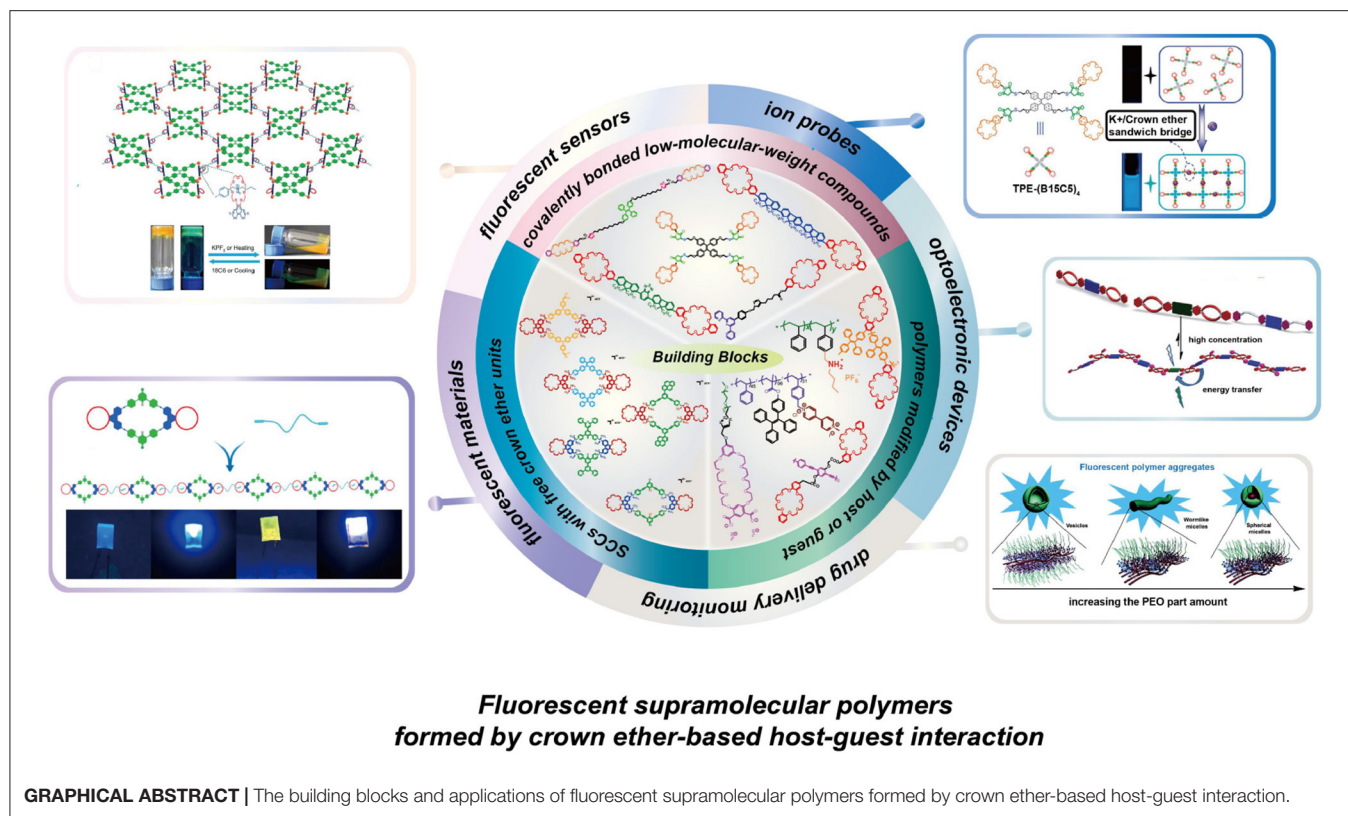 KPF₆ or Heating
18C6 or Cooling
fluorescent sensors
ion probes
optoelectronic devices
drug delivery monitoring
fluorescent materials
covalently bonded low-molecular-weight compounds
polymers modified by host or guest
SCCs with free crown ether units
Building Blocks
NH₂⁺
PF₆⁻
K+/Crown ether
sandwich bridge
TPE-(B15C5)₄
high concentration
energy transfer
Fluorescent polymer aggregates
Vesicles
Wormlike
micelles
Spherical
micelles
increasing the PEO part amount
Fluorescent supramolecular polymers
formed by crown ether-based host-guest interaction
GRAPHICAL ABSTRACT | The building blocks and applications of fluorescent supramolecular polymers formed by crown ether-based host-guest interaction.